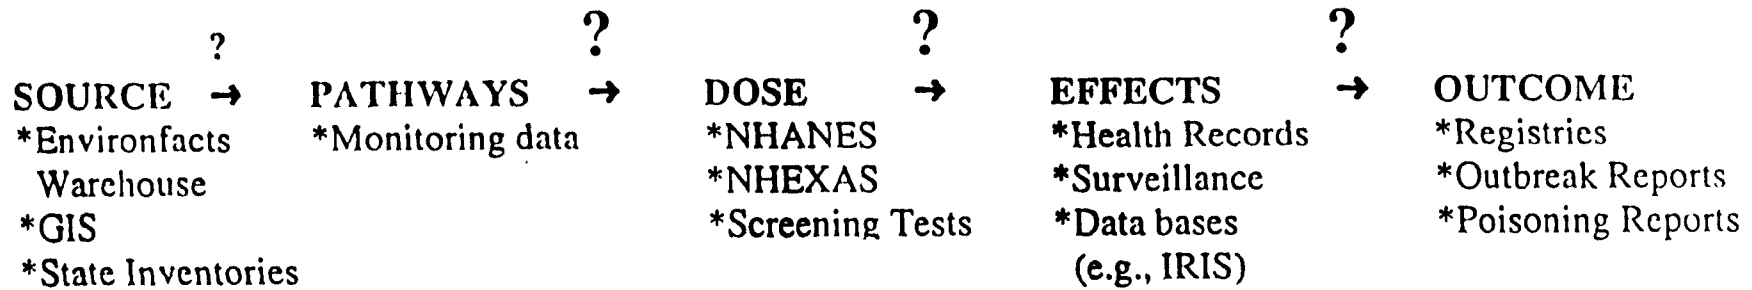 ? ? ? ?
SOURCE → PATHWAYS → DOSE → EFFECTS → OUTCOME
*Environfacts *Monitoring data *NHANES *Health Records *Registries
Warehouse *NHEXAS *Surveillance *Outbreak Reports
*GIS *Screening Tests *Data bases *Poisoning Reports
*State Inventories (e.g., IRIS)